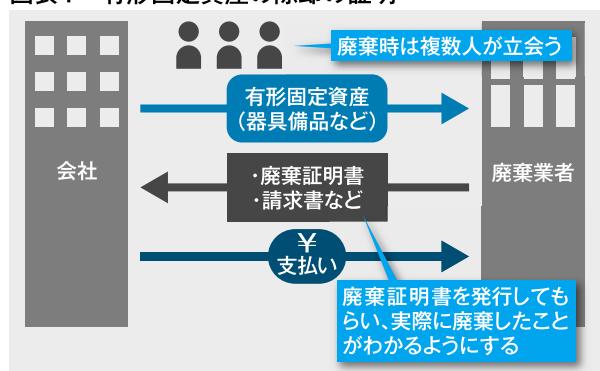 廃棄時は複数人が立会う
有形固定資産
（器具備品など）
会社
・廃棄証明書
・請求書など
廃棄業者
¥
支払い
廃棄証明書を発行しても
らい、実際に廃棄したこと
がわかるようにする